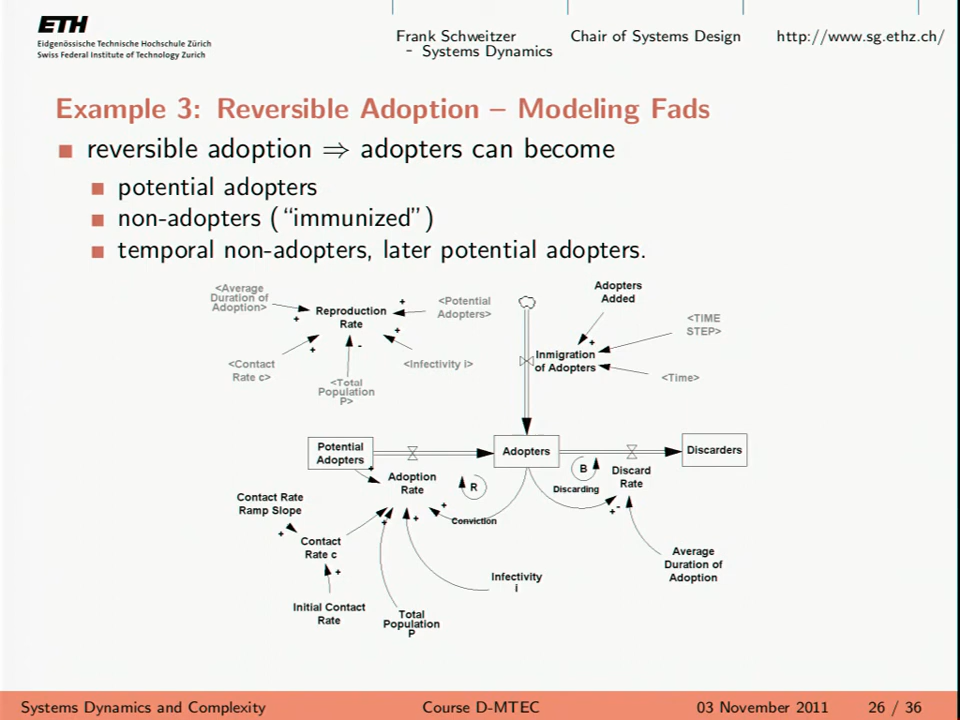 ETH
Eidgenössische Technische Hochschule Zürich
Swiss Federal Institute of Technology Zurich
Frank Schweitzer
- Systems Dynamics
Chair of Systems Design
http://www.sg.ethz.ch/
Example 3: Reversible Adoption – Modeling Fads
reversible adoption ⇒ adopters can become
potential adopters
non-adopters (“immunized”)
temporal non-adopters, later potential adopters.
<Average
Duration of
Adoption>
Reproduction
Rate
<Potential
Adopters>
<Contact
Rate c>
<Total
Population
P>
<Infectivity i>
Adopters
Added
<TIME
STEP>
Inmigration
of Adopters
<Time>
Potential
Adopters
Adopters
Discarders
Adoption
Rate
R
B
Discarding
Discard
Rate
Contact Rate
Ramp Slope
Conviction
Contact
Rate c
Average
Duration of
Adoption
Infectivity
i
Initial Contact
Rate
Total
Population
P
Systems Dynamics and Complexity
Course D-MTEC
03 November 2011
26 / 36